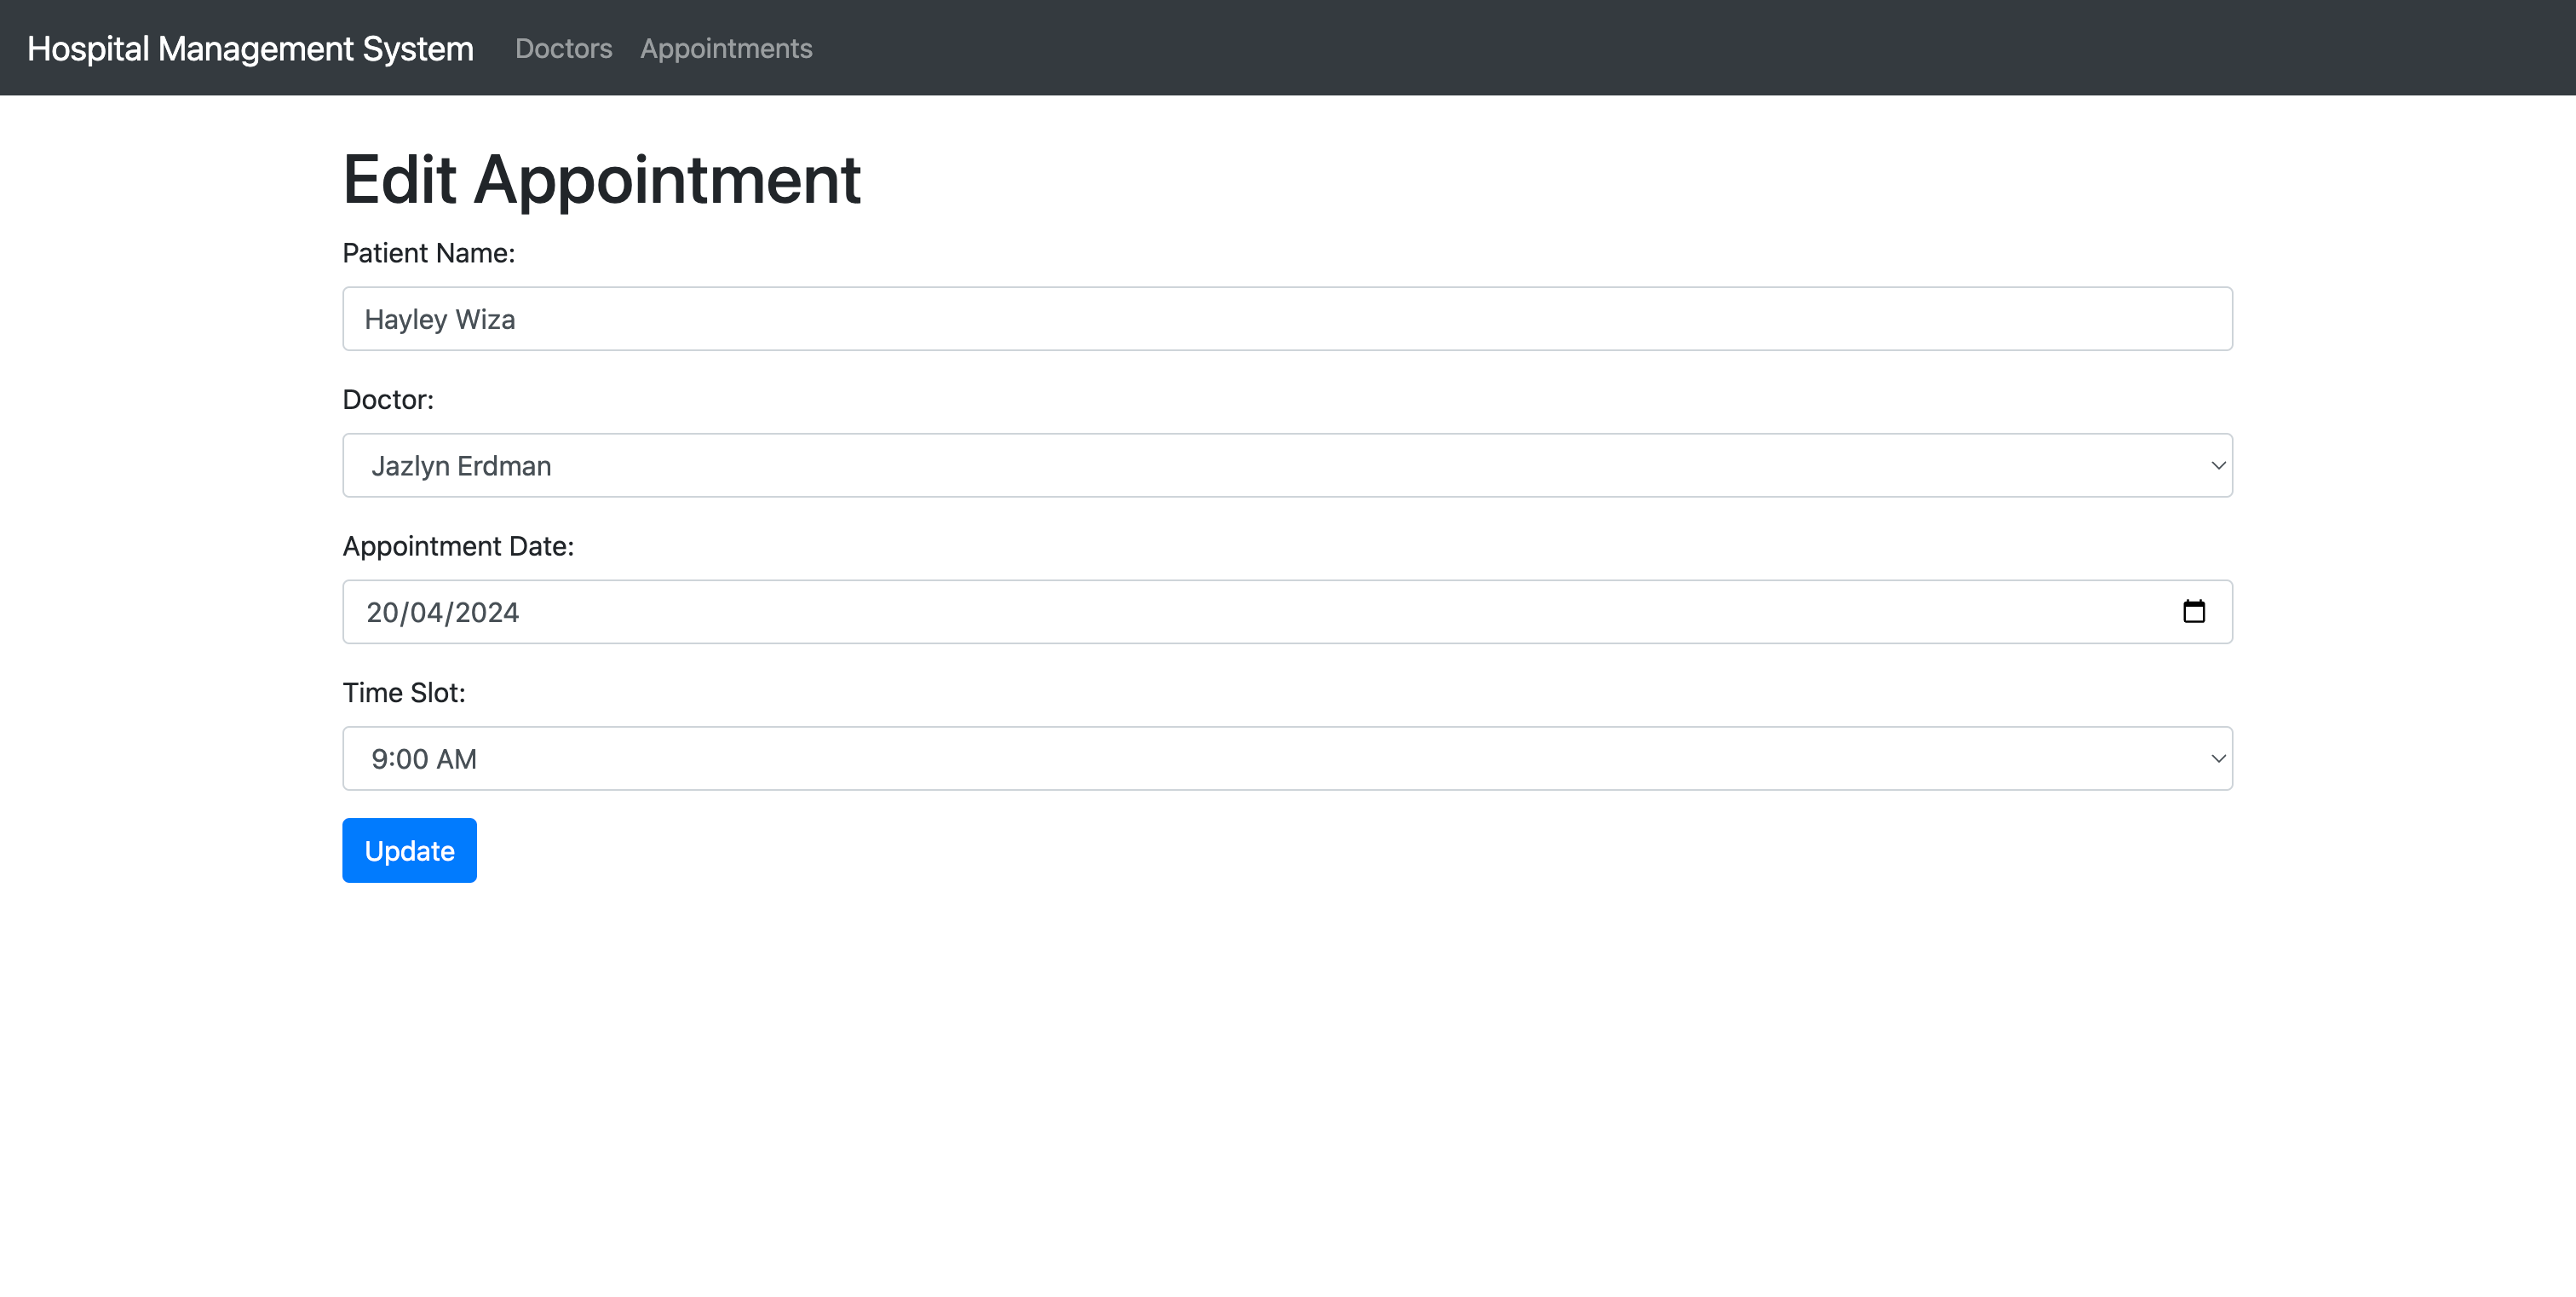 Hospital Management System Doctors Appointments
Edit Appointment
Patient Name:
Hayley Wiza
Doctor:
Jazlyn Erdman
Appointment Date:
20/04/2024
Time Slot:
9:00 AM
Update